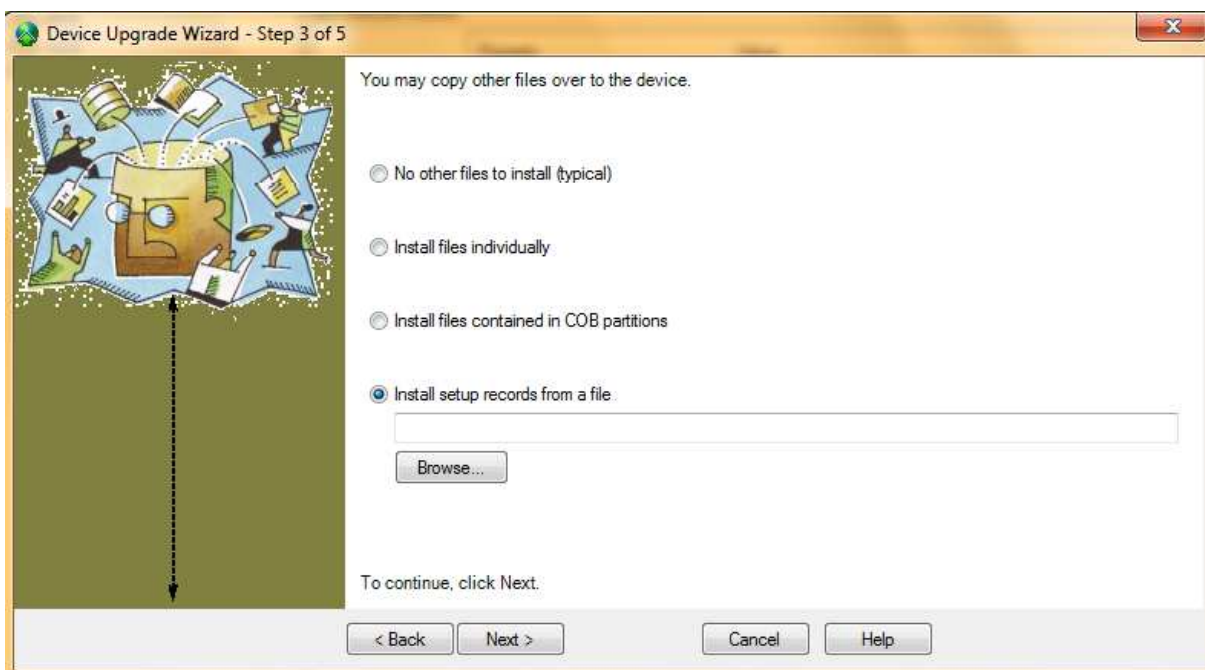 Device Upgrade Wizard - Step 3 of 5
You may copy other files over to the device.
No other files to install (typical)
Install files individually
Install files contained in COB partitions
Install setup records from a file
Browse...
To continue, click Next.
< Back
Next >
Cancel
Help